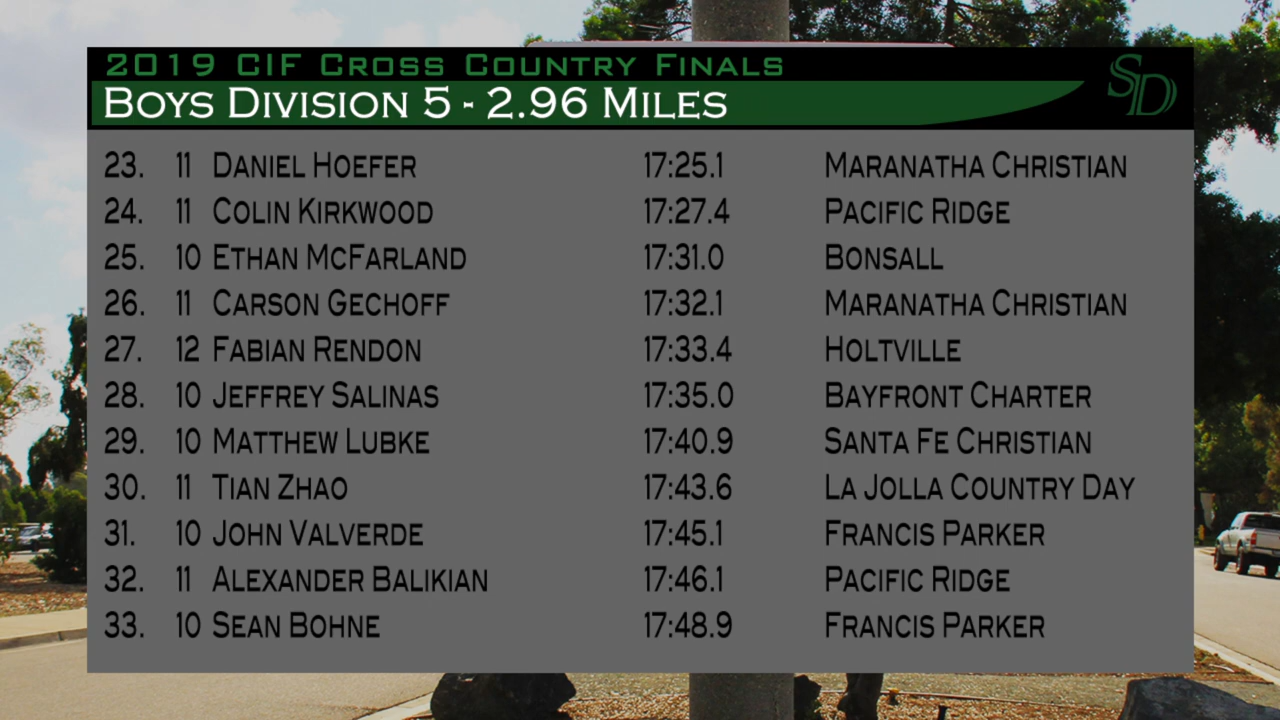 2019 CIF Cross Country Finals
Boys Division 5 - 2.96 Miles
SD
23. 11 Daniel Hoefer 17:25.1 Maranatha Christian
24. 11 Colin Kirkwood 17:27.4 Pacific Ridge
25. 10 Ethan McFarland 17:31.0 Bonsall
26. 11 Carson Gechoff 17:32.1 Maranatha Christian
27. 12 Fabian Rendon 17:33.4 Holtville
28. 10 Jeffrey Salinas 17:35.0 Bayfront Charter
29. 10 Matthew Lubke 17:40.9 Santa Fe Christian
30. 11 Tian Zhao 17:43.6 La Jolla Country Day
31. 10 John Valverde 17:45.1 Francis Parker
32. 11 Alexander Balikian 17:46.1 Pacific Ridge
33. 10 Sean Bohne 17:48.9 Francis Parker